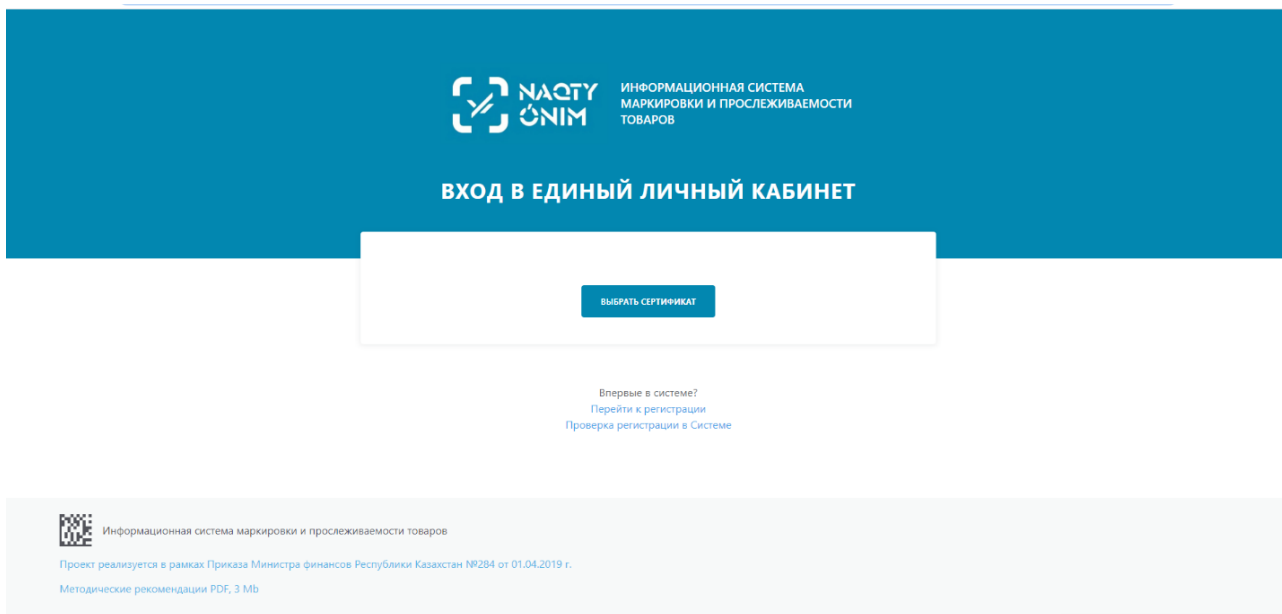 NAQTY
ÓNIM
ИНФОРМАЦИОННАЯ СИСТЕМА
МАРКИРОВКИ И ПРОСЛЕЖИВАЕМОСТИ
ТОВАРОВ
ВХОД В ЕДИНЫЙ ЛИЧНЫЙ КАБИНЕТ
ВЫБРАТЬ СЕРТИФИКАТ
Впервые в системе?
Перейти к регистрации
Проверка регистрации в Системе
Информационная система маркировки и прослеживаемости товаров
Проект реализуется в рамках Приказа Министра финансов Республики Казахстан №284 от 01.04.2019 г.
Методические рекомендации PDF, 3 Mb